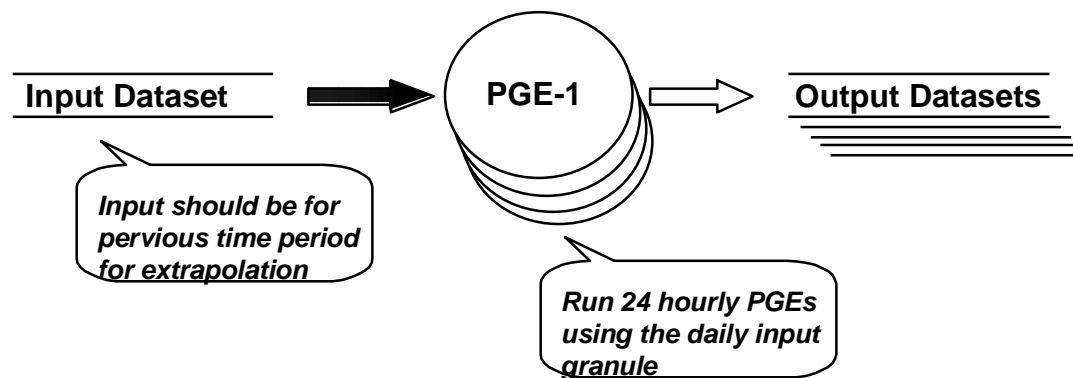 Input Dataset
PGE-1
Output Datasets
Input should be for
pervious time period
for extrapolation
Run 24 hourly PGEs
using the daily input
granule